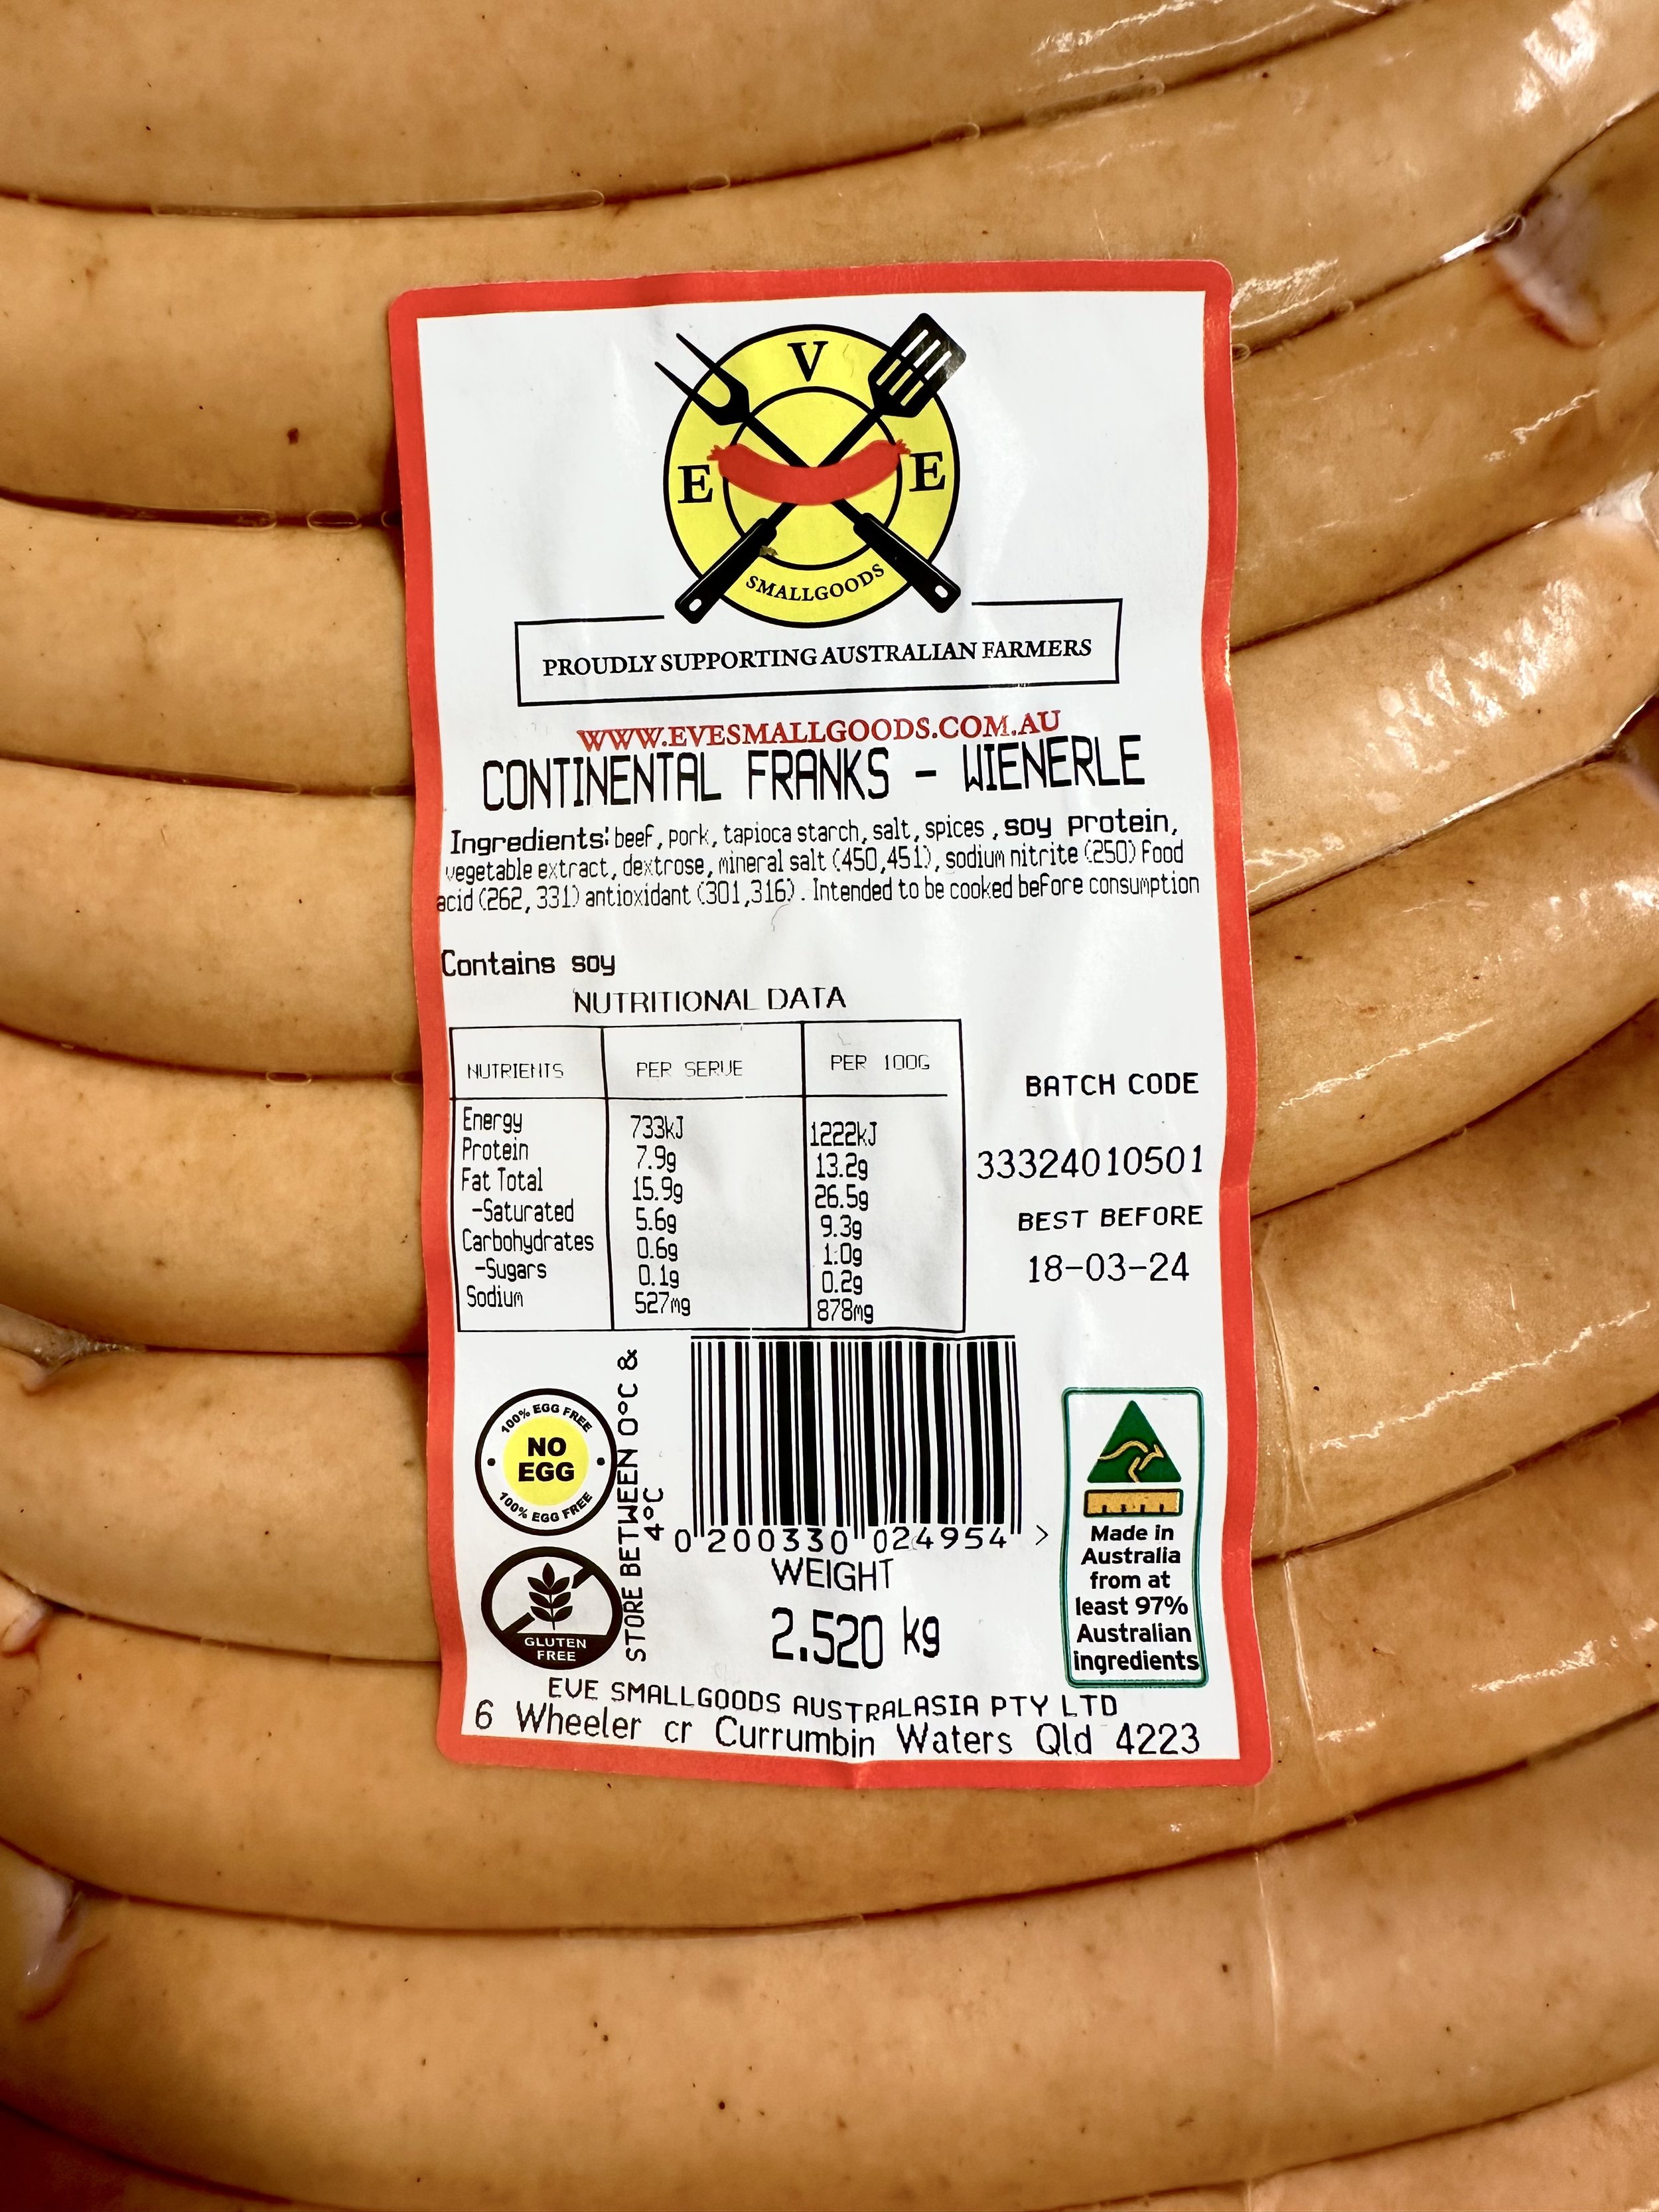 V
E E
SMALLGOODS
PROUDLY SUPPORTING AUSTRALIAN FARMERS
WWW.EVESMALLGOODS.COM.AU
CONTINENTAL FRANKS - WIENERLE
Ingredients: beef, pork, tapioca starch, salt, spices , soy protein,
vegetable extract, dextrose, mineral salt (450,451), sodium nitrite (250) Food
acid (262, 331) antioxidant (301,316) . Intended to be cooked before consumption
Contains soy
NUTRITIONAL DATA
NUTRIENTS PER SERVE PER 100G
Energy 733kJ 1222kJ
Protein 7.9g 13.2g
Fat Total 15.9g 26.5g
-Saturated 5.6g 9.3g
Carbohydrates 0.6g 1.0g
-Sugars 0.1g 0.2g
Sodium 527mg 878mg
BATCH CODE
33324010501
BEST BEFORE
18-03-24
100% EGG FREE
NO
EGG
100% EGG FREE
GLUTEN
FREE
STORE BETWEEN 0°C &
4°C
0 200330 024954 >
WEIGHT
2.520 kg
Made in
Australia
from at
least 97%
Australian
ingredients
EVE SMALLGOODS AUSTRALASIA PTY LTD
6 Wheeler cr Currumbin Waters Qld 4223